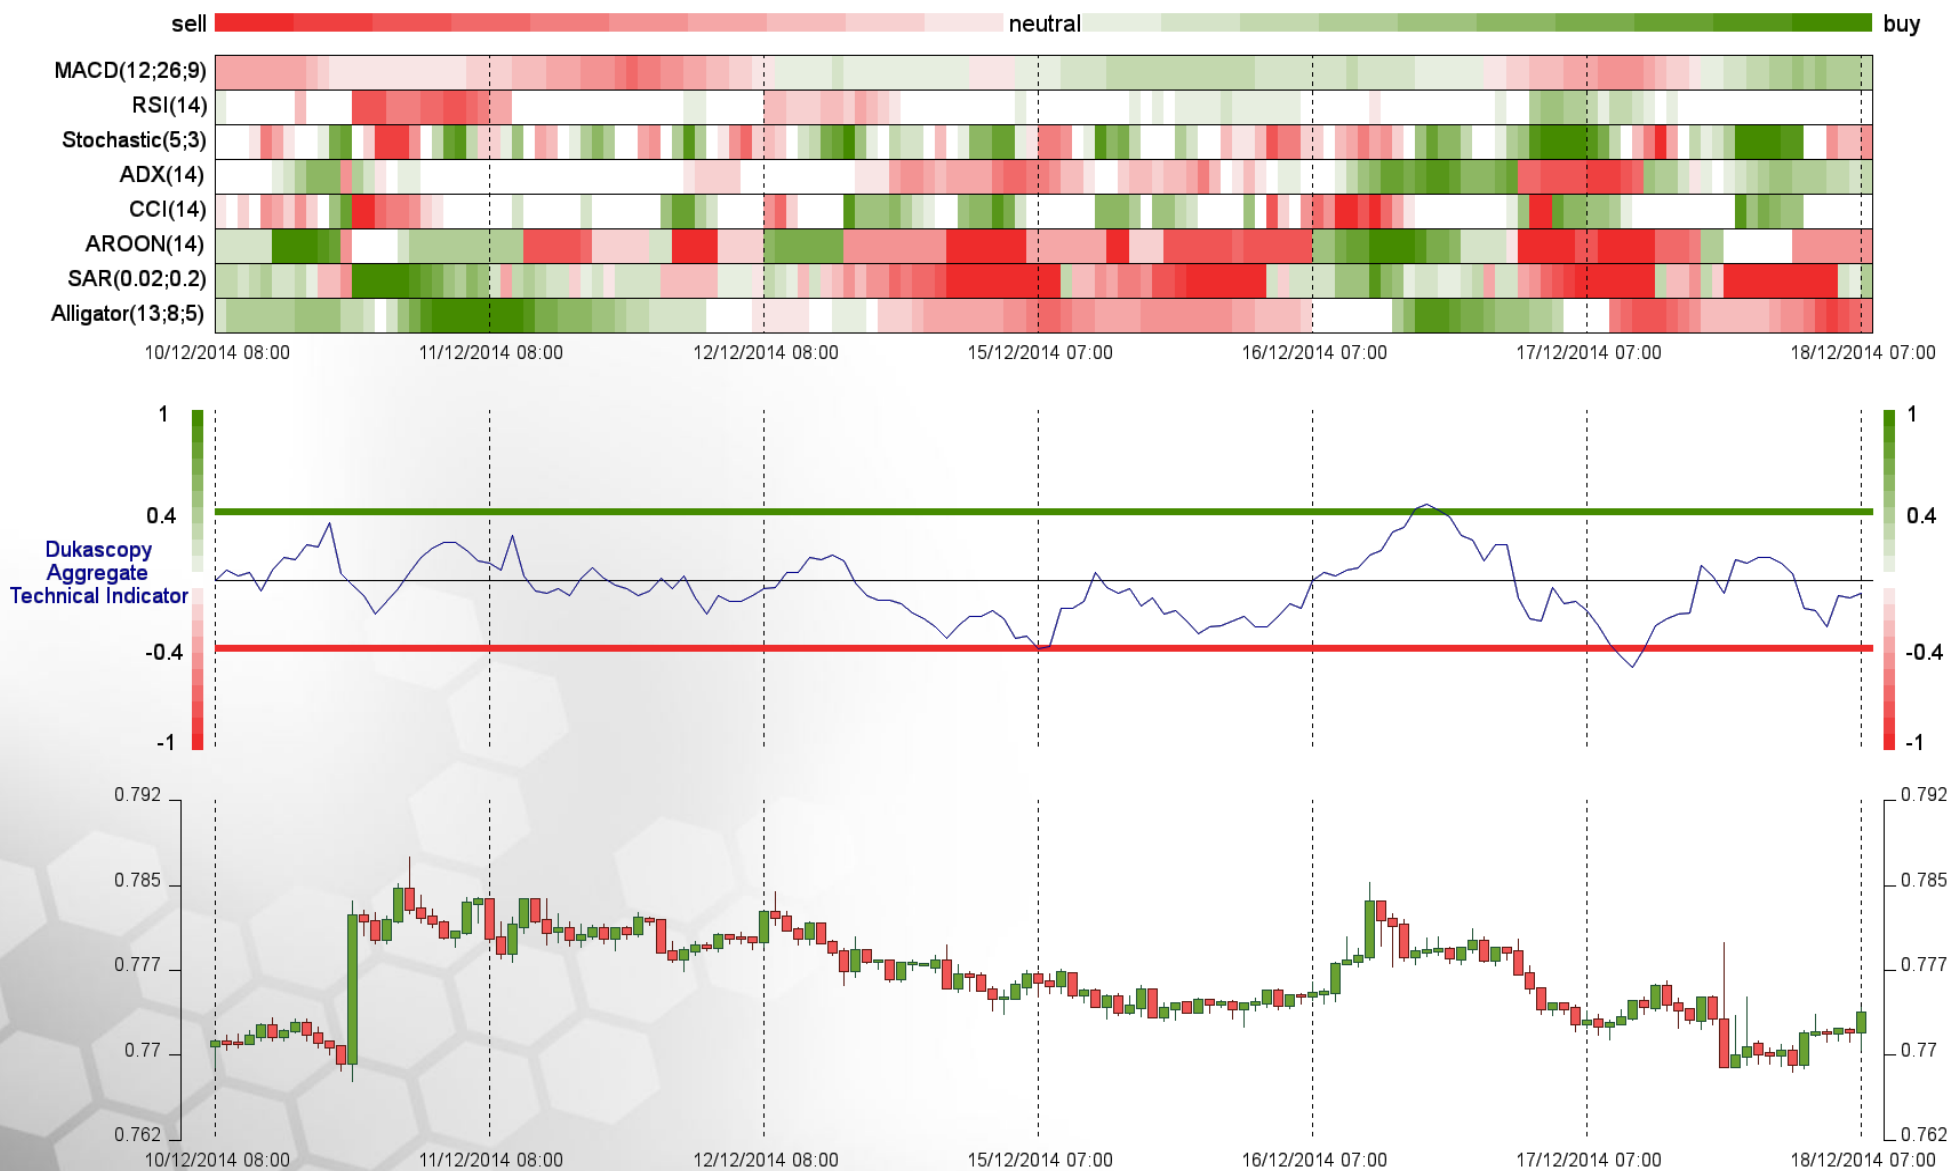 sell neutral buy
MACD(12;26;9)
RSI(14)
Stochastic(5;3)
ADX(14)
CCI(14)
AROON(14)
SAR(0.02;0.2)
Alligator(13;8;5)
10/12/2014 08:00 11/12/2014 08:00 12/12/2014 08:00 15/12/2014 07:00 16/12/2014 07:00 17/12/2014 07:00 18/12/2014 07:00
1 1
0.4 0.4
Dukascopy
Aggregate
Technical Indicator
-0.4 -0.4
-1 -1
0.792 0.792
0.785 0.785
0.777 0.777
0.77 0.77
0.762 0.762
10/12/2014 08:00 11/12/2014 08:00 12/12/2014 08:00 15/12/2014 07:00 16/12/2014 07:00 17/12/2014 07:00 18/12/2014 07:00